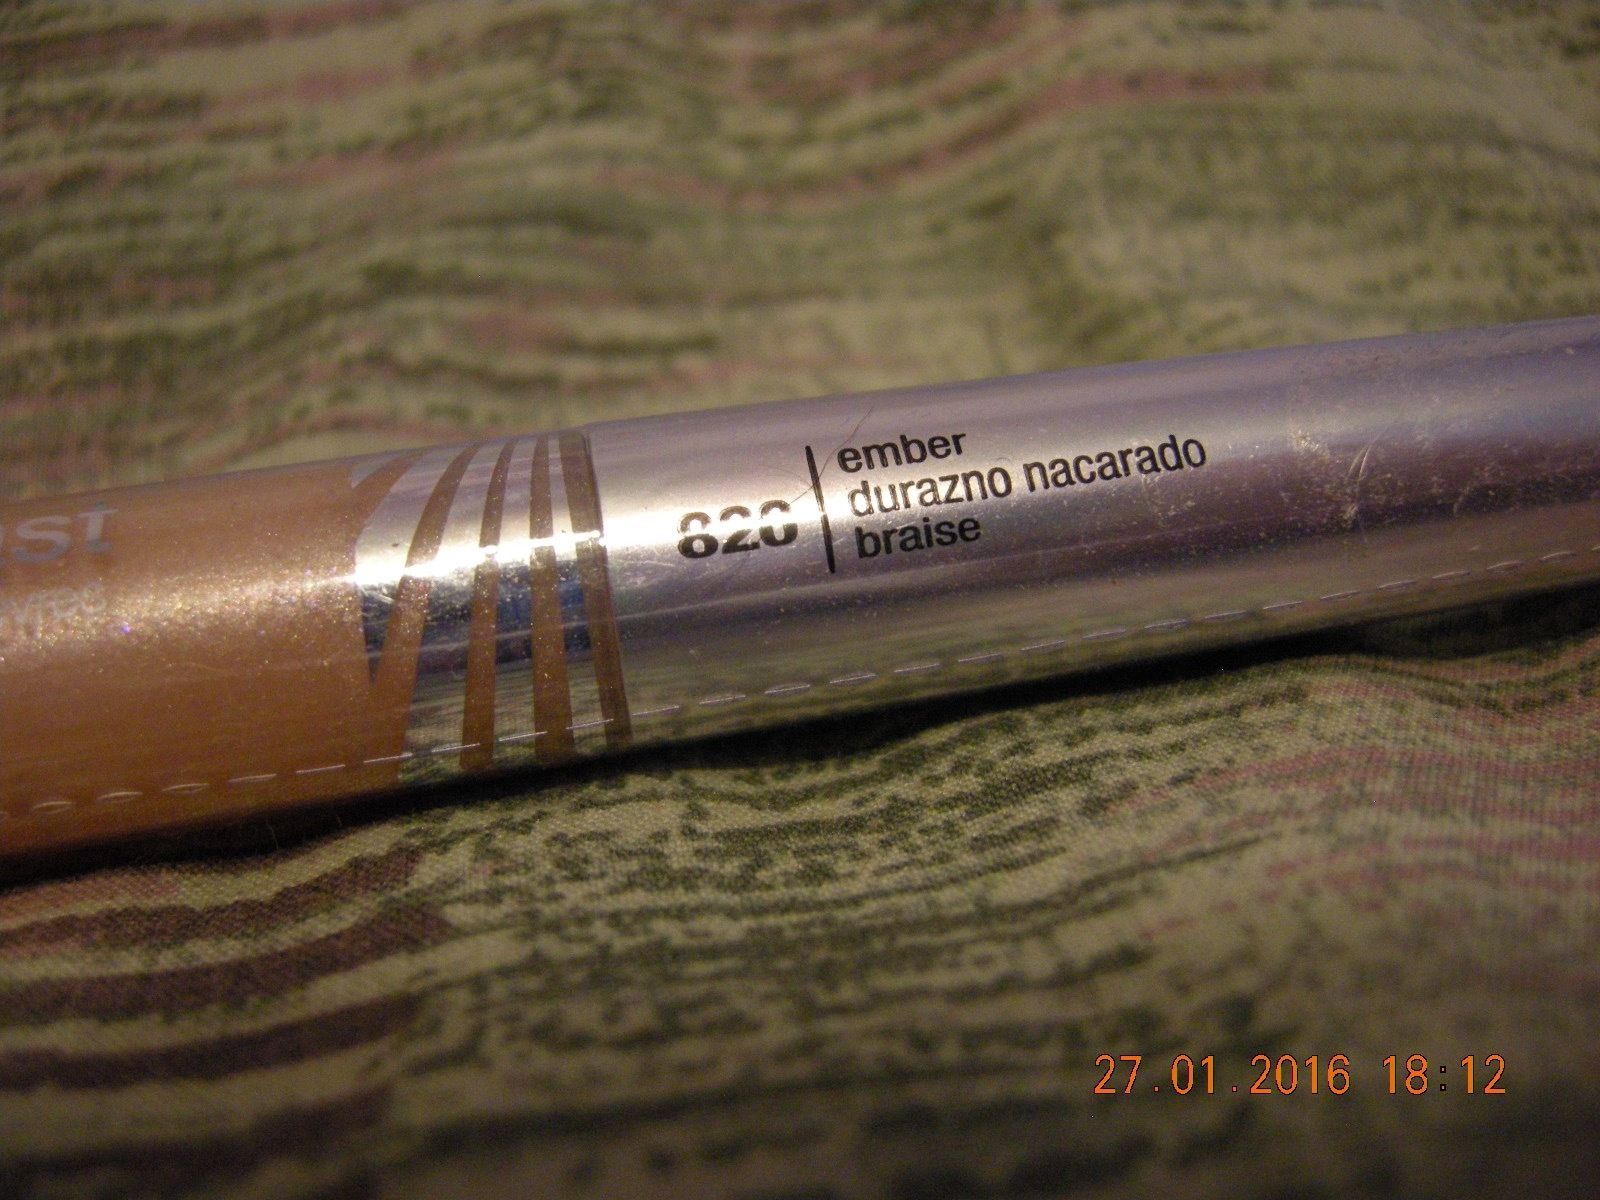 820
ember
durazno nacarado
braise
27.01.2016 18:12